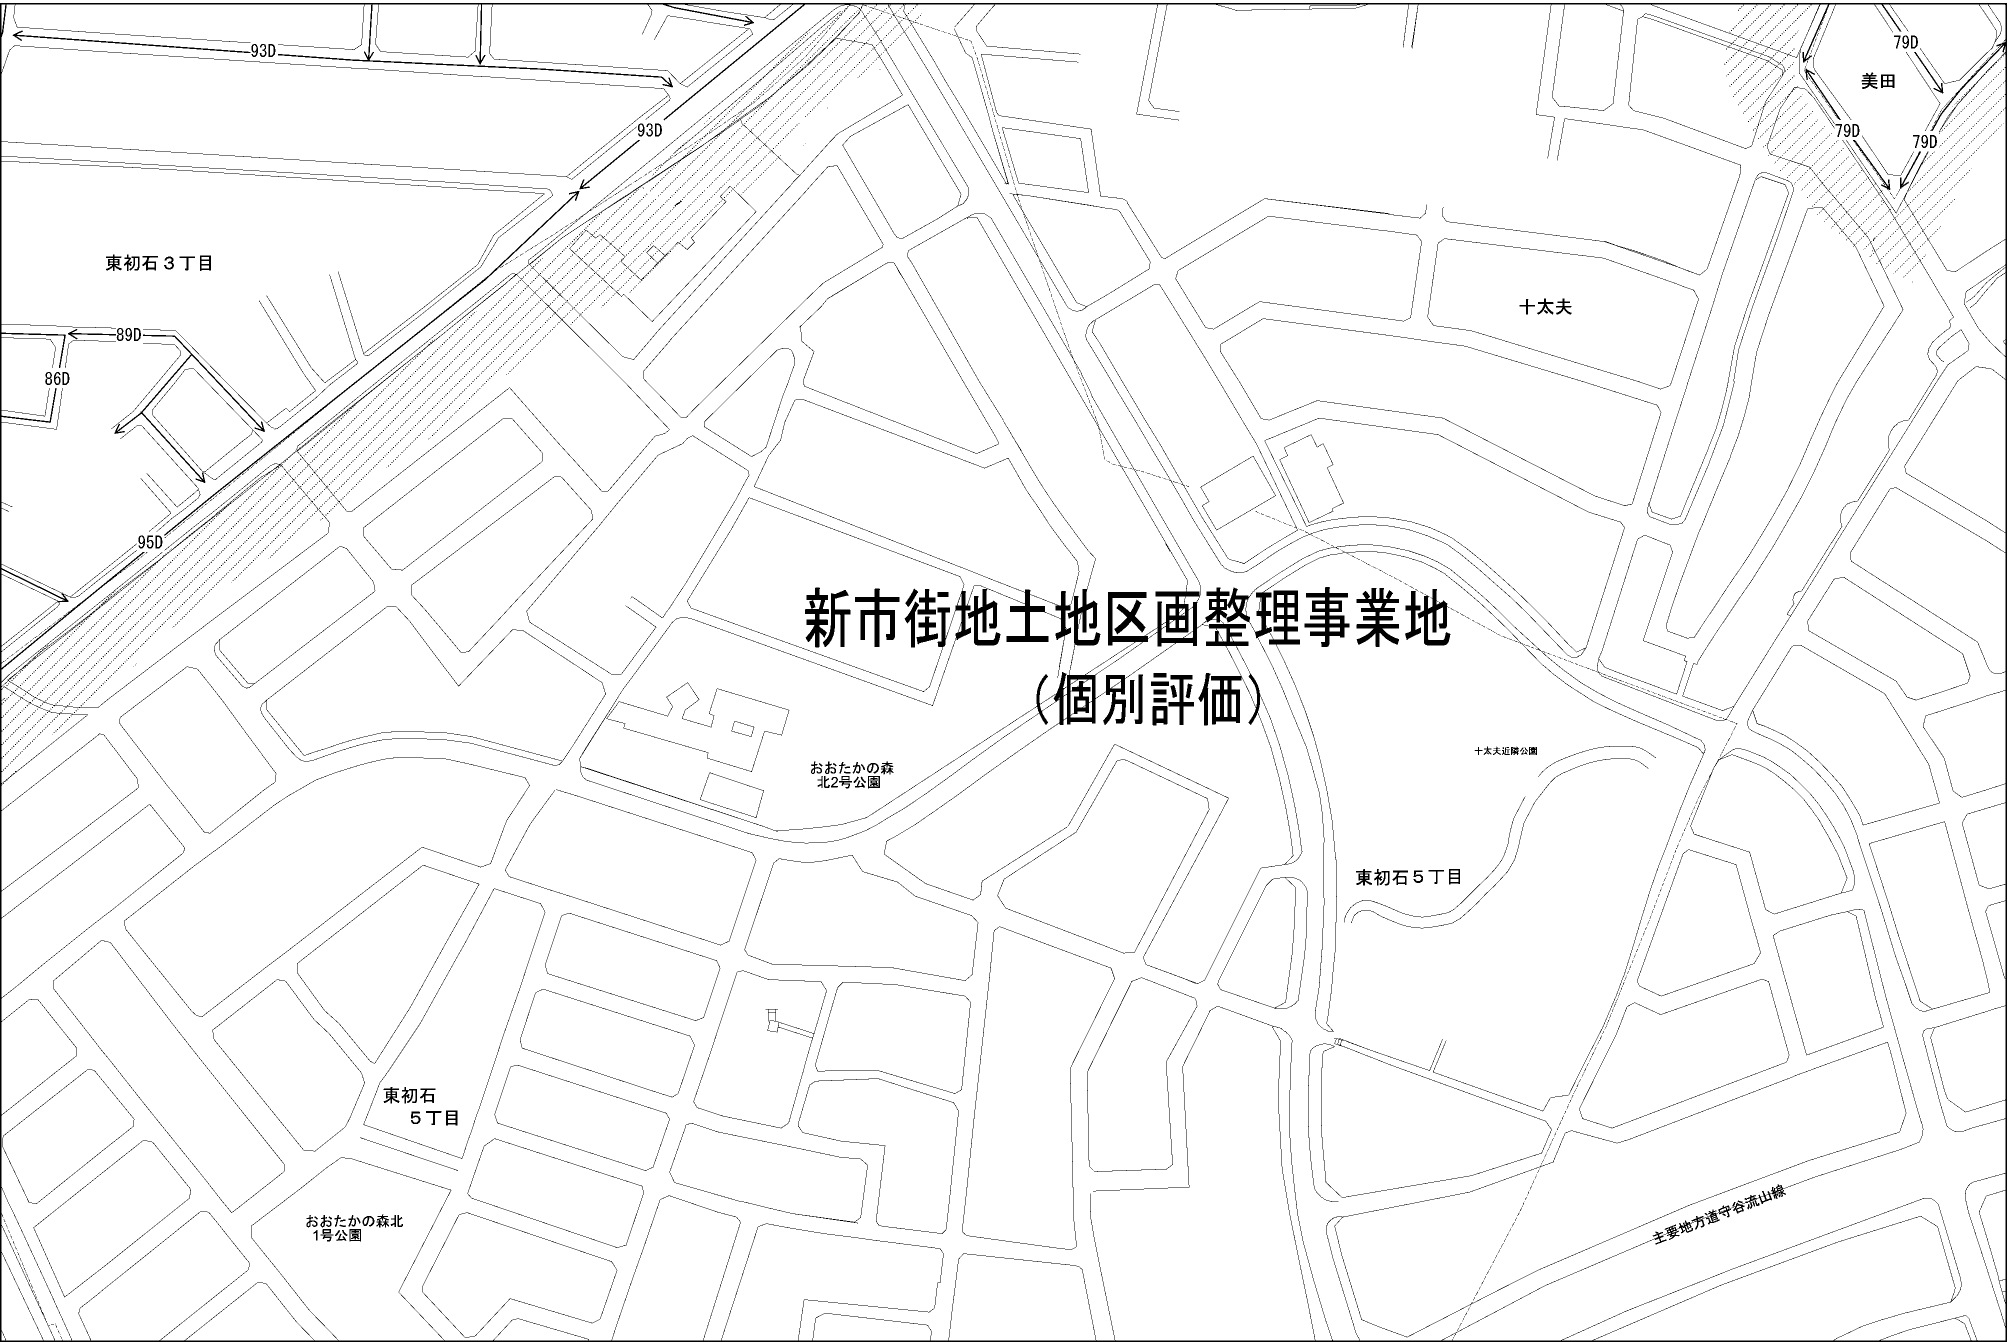 93D
79D
美田
93D
79D
79D
東初石３丁目
十太夫
89D
86D
95D
新市街地土地区画整理事業地
（個別評価）
十太夫近隣公園
おおたかの森
北2号公園
東初石５丁目
東初石
５丁目
主要地方道守谷流山線
おおたかの森北
1号公園